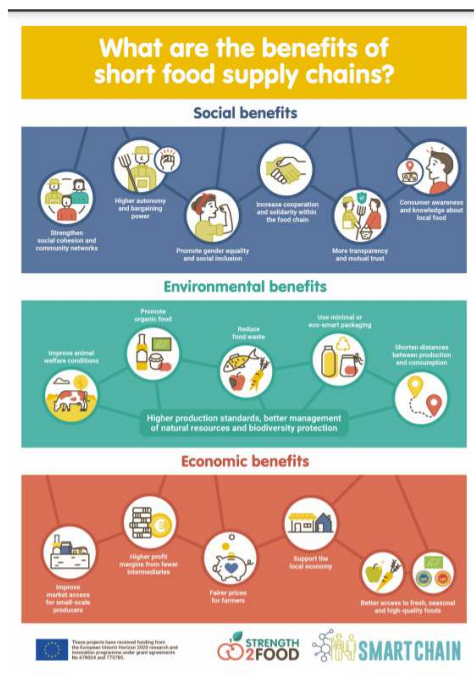 What are the benefits of
short food supply chains?
Social benefits
Strengthen
social cohesion and
community networks
Higher autonomy
and bargaining
power
Promote gender equality
and social inclusion
Increase cooperation
and solidarity within
the food chain
More transparency
and mutual trust
Consumer awareness
and knowledge about
local food
Environmental benefits
Improve animal
welfare conditions
Promote
organic food
Reduce
food waste
Use minimal or
eco-smart packaging
Shorten distances
between production
and consumption
Higher production standards, better management
of natural resources and biodiversity protection
Economic benefits
Improve
market access
for small-scale
producers
Higher profit
margins from fewer
intermediaries
Fairer prices
for farmers
Support the
local economy
Better access to fresh, seasonal
and high-quality foods
These projects have received funding from
the European Union's Horizon 2020 research and
innovation programme under grant agreements
No 678024 and 773785.
STRENGTH
2FOOD
SMARTCHAIN